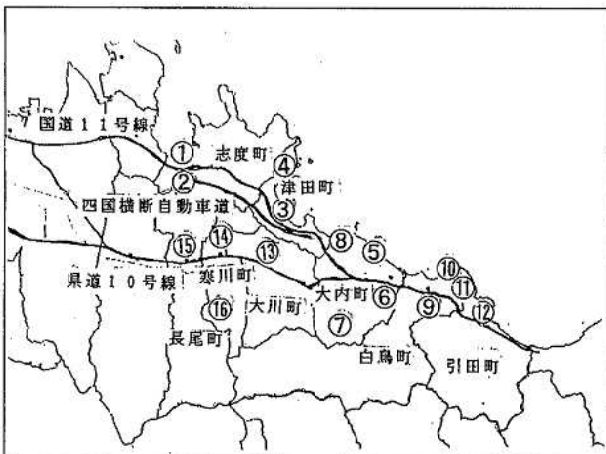 国道11号線
①
志度町
④
②
津田町
四国横断自動車道
③
⑧
⑤
⑮
⑭
⑬
⑩
県道10号線
寒川町
大内町
⑥
⑪
⑯
大川町
⑨
⑫
⑦
長尾町
白鳥町
引田町